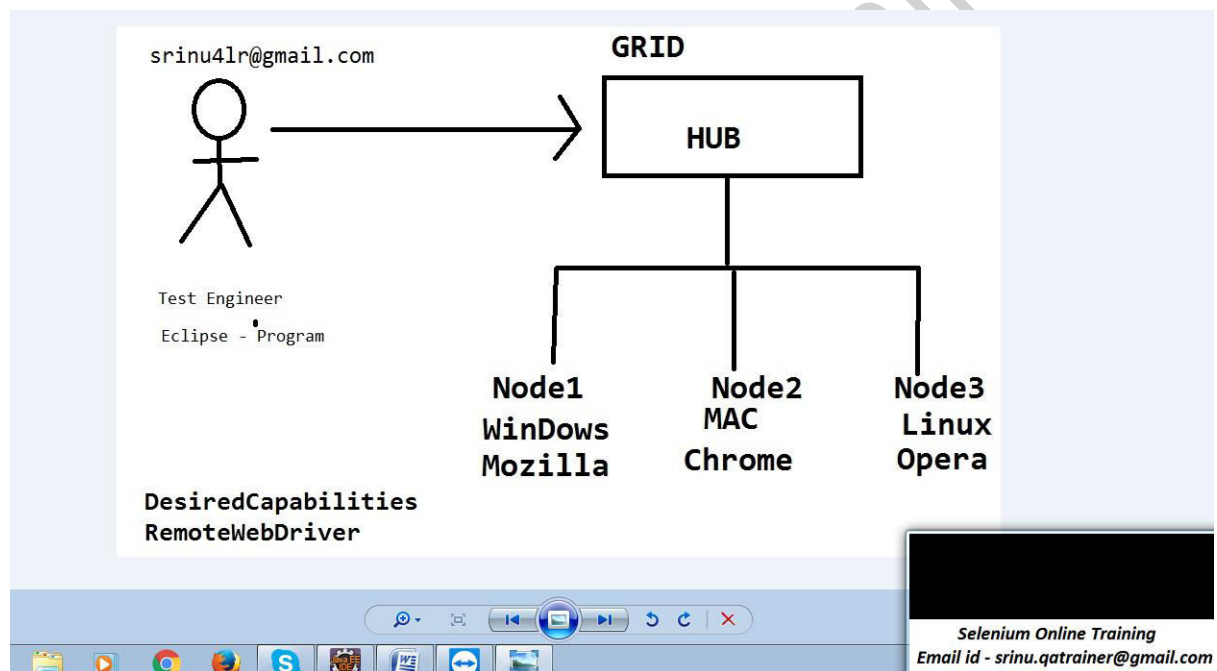 srinu4lr@gmail.com
GRID
HUB
Test Engineer
Eclipse - Program
Node1
WinDows
Mozilla
Node2
MAC
Chrome
Node3
Linux
Opera
DesiredCapabilities
RemoteWebDriver
Selenium Online Training
Email id - srinu.qatrainer@gmail.com